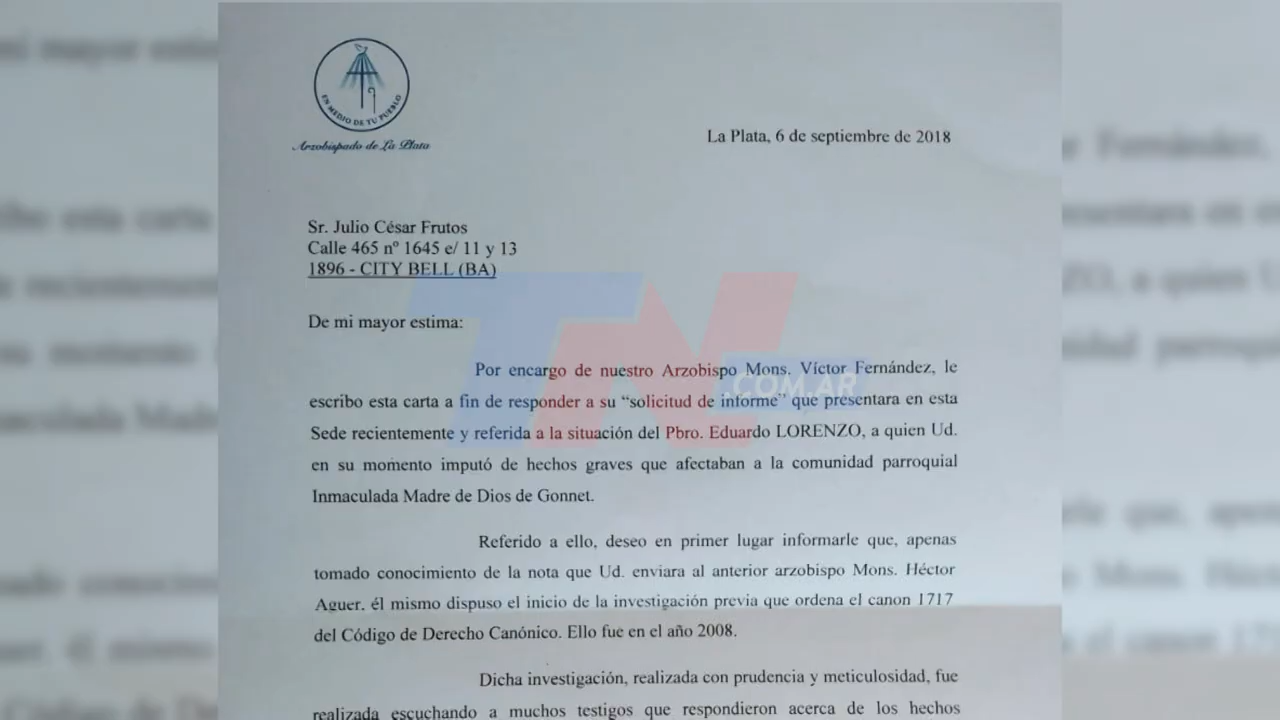 EN MEDIO DE TU PUEBLO
Arzobispado de La Plata
La Plata, 6 de septiembre de 2018
Sr. Julio César Frutos
Calle 465 nº 1645 e/ 11 y 13
1896 - CITY BELL (BA)
De mi mayor estima:
Por encargo de nuestro Arzobispo Mons. Víctor Fernández, le
escribo esta carta a fin de responder a su “solicitud de informe” que presentara en esta
Sede recientemente y referida a la situación del Pbro. Eduardo LORENZO, a quien Ud.
en su momento imputó de hechos graves que afectaban a la comunidad parroquial
Inmaculada Madre de Dios de Gonnet.
Referido a ello, deseo en primer lugar informarle que, apenas
tomado conocimiento de la nota que Ud. enviara al anterior arzobispo Mons. Héctor
Aguer, él mismo dispuso el inicio de la investigación previa que ordena el canon 1717
del Código de Derecho Canónico. Ello fue en el año 2008.
Dicha investigación, realizada con prudencia y meticulosidad, fue
realizada escuchando a muchos testigos que respondieron acerca de los hechos
TN
.COM.AR